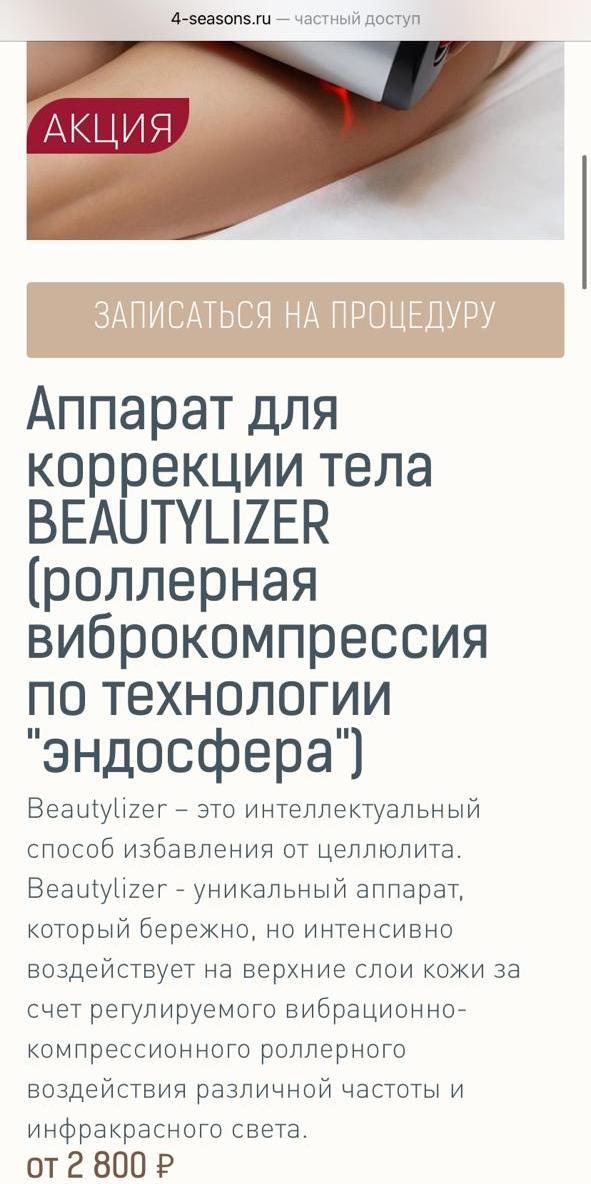 4-seasons.ru — частный доступ
АКЦИЯ
ЗАПИСАТЬСЯ НА ПРОЦЕДУРУ
Аппарат для
коррекции тела
BEAUTYLIZER
(роллерная
виброкомпрессия
по технологии
"эндосфера")
Beautylizer – это интеллектуальный
способ избавления от целлюлита.
Beautylizer - уникальный аппарат,
который бережно, но интенсивно
воздействует на верхние слои кожи за
счет регулируемого вибрационно-
компрессионного роллерного
воздействия различной частоты и
инфракрасного света.
от 2 800 ₽